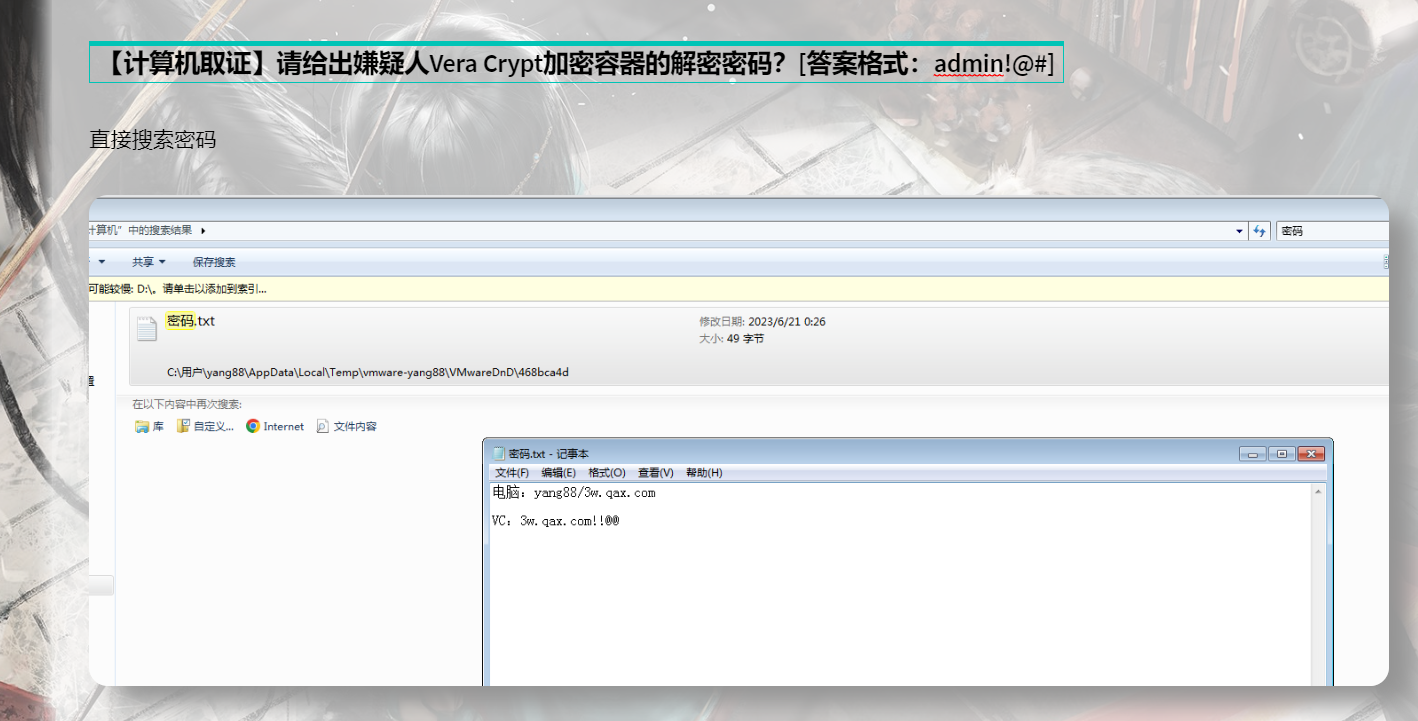 【计算机取证】请给出嫌疑人Vera Crypt加密容器的解密密码？[答案格式：admin!@#]
直接搜索密码
计算机" 中的搜索结果
密码
共享
保存搜索
可能较慢: D:\。请单击以添加到索引...
密码.txt
修改日期: 2023/6/21 0:26
大小: 49 字节
C:\用户\yang88\AppData\Local\Temp\vmware-yang88\VMwareDnD\468bca4d
在以下内容中再次搜索:
库 自定义... Internet 文件内容
密码.txt - 记事本
文件(F) 编辑(E) 格式(O) 查看(V) 帮助(H)
电脑：yang88/3w.qax.com
VC：3w.qax.com!!@@